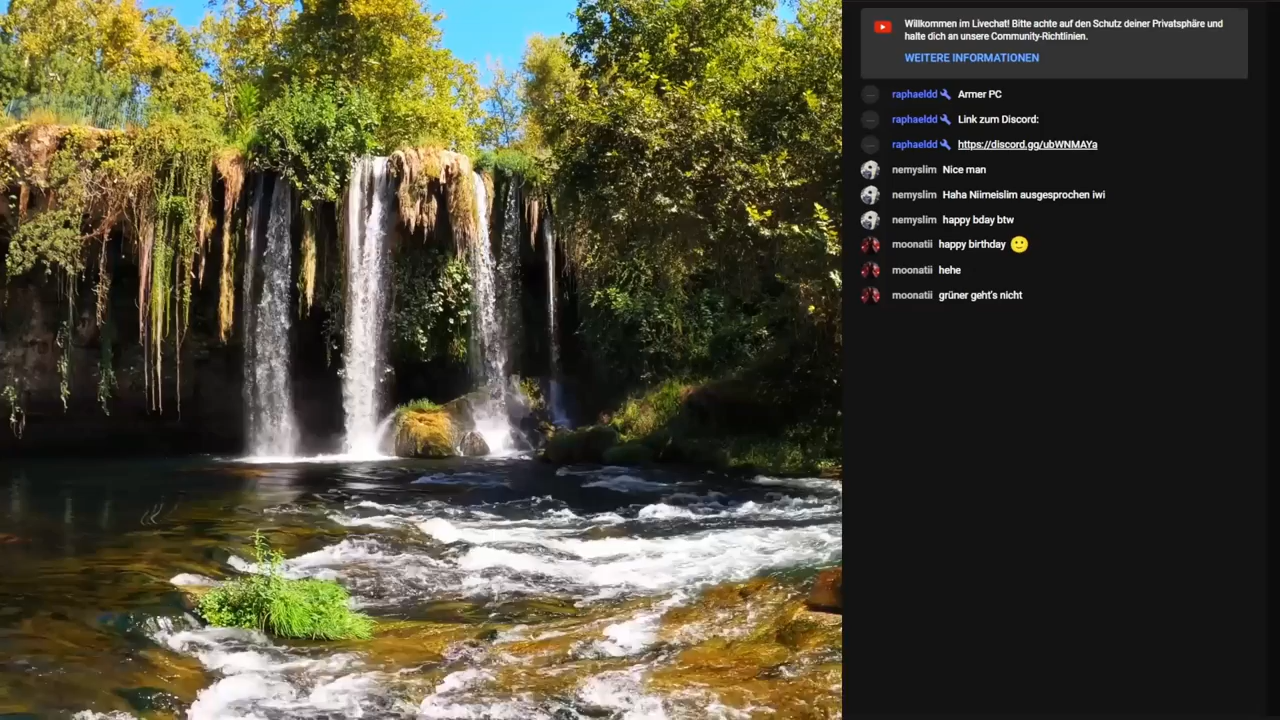 Willkommen im Livechat! Bitte achte auf den Schutz deiner Privatsphäre und
halte dich an unsere Community-Richtlinien.
WEITERE INFORMATIONEN
raphaeldd Armer PC
raphaeldd Link zum Discord:
raphaeldd https://discord.gg/ubWNMAYa
nemyslim Nice man
nemyslim Haha Niimeislim ausgesprochen iwi
nemyslim happy bday btw
moonatii happy birthday 🙂
moonatii hehe
moonatii grüner geht's nicht